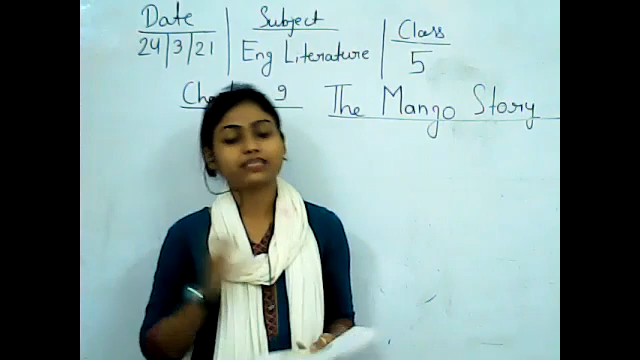 Date Subject Class
24/3/21 Eng Literature 5
9 The Mango Story